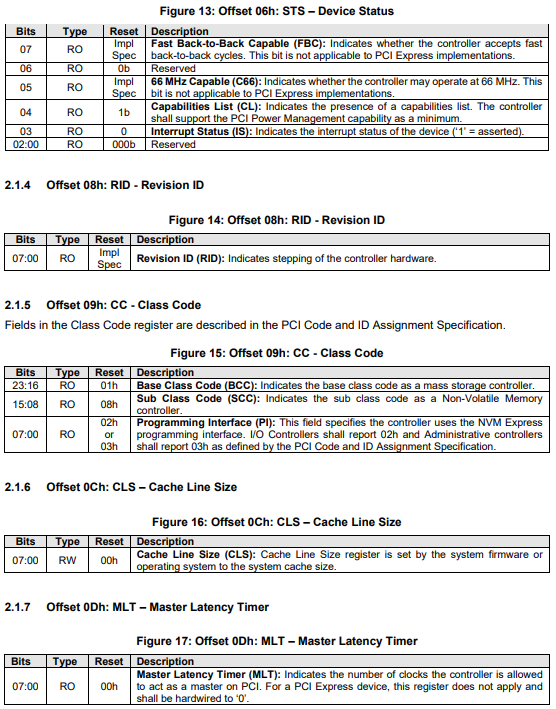 Figure 13: Offset 06h: STS – Device Status
Bits Type Reset Description
07 RO Impl Spec Fast Back-to-Back Capable (FBC): Indicates whether the controller accepts fast
back-to-back cycles. This bit is not applicable to PCI Express implementations.
06 RO 0b Reserved
05 RO Impl Spec 66 MHz Capable (C66): Indicates whether the controller may operate at 66 MHz. This
bit is not applicable to PCI Express implementations.
04 RO 1b Capabilities List (CL): Indicates the presence of a capabilities list. The controller
shall support the PCI Power Management capability as a minimum.
03 RO 0 Interrupt Status (IS): Indicates the interrupt status of the device (‘1’ = asserted).
02:00 RO 000b Reserved
2.1.4 Offset 08h: RID - Revision ID
Figure 14: Offset 08h: RID - Revision ID
Bits Type Reset Description
07:00 RO Impl Spec Revision ID (RID): Indicates stepping of the controller hardware.
2.1.5 Offset 09h: CC - Class Code
Fields in the Class Code register are described in the PCI Code and ID Assignment Specification.
Figure 15: Offset 09h: CC - Class Code
Bits Type Reset Description
23:16 RO 01h Base Class Code (BCC): Indicates the base class code as a mass storage controller.
15:08 RO 08h Sub Class Code (SCC): Indicates the sub class code as a Non-Volatile Memory
controller.
07:00 RO 02h or 03h Programming Interface (PI): This field specifies the controller uses the NVM Express
programming interface. I/O Controllers shall report 02h and Administrative controllers
shall report 03h as defined by the PCI Code and ID Assignment Specification.
2.1.6 Offset 0Ch: CLS – Cache Line Size
Figure 16: Offset 0Ch: CLS – Cache Line Size
Bits Type Reset Description
07:00 RW 00h Cache Line Size (CLS): Cache Line Size register is set by the system firmware or
operating system to the system cache size.
2.1.7 Offset 0Dh: MLT – Master Latency Timer
Figure 17: Offset 0Dh: MLT – Master Latency Timer
Bits Type Reset Description
07:00 RO 00h Master Latency Timer (MLT): Indicates the number of clocks the controller is allowed
to act as a master on PCI. For a PCI Express device, this register does not apply and
shall be hardwired to ‘0’.